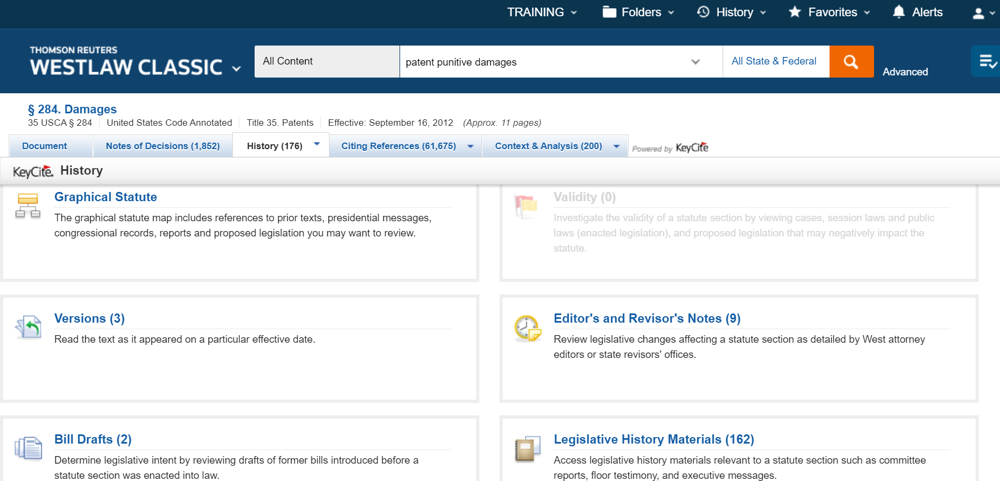 TRAINING Folders History Favorites Alerts
THOMSON REUTERS
WESTLAW CLASSIC
All Content
patent punitive damages
All State & Federal
Advanced
§ 284. Damages
35 USCA § 284 United States Code Annotated Title 35. Patents Effective: September 16, 2012 (Approx. 11 pages)
Document Notes of Decisions (1,852) History (176) Citing References (61,675) Context & Analysis (200) Powered by KeyCite
KeyCite. History
Graphical Statute
The graphical statute map includes references to prior texts, presidential messages,
congressional records, reports and proposed legislation you may want to review.
Validity (0)
Investigate the validity of a statute section by viewing cases, session laws and public
laws (enacted legislation), and proposed legislation that may negatively impact the
statute.
Versions (3)
Read the text as it appeared on a particular effective date.
Editor's and Revisor's Notes (9)
Review legislative changes affecting a statute section as detailed by West attorney
editors or state revisors' offices.
Bill Drafts (2)
Determine legislative intent by reviewing drafts of former bills introduced before a
statute section was enacted into law.
Legislative History Materials (162)
Access legislative history materials relevant to a statute section such as committee
reports, floor testimony, and executive messages.